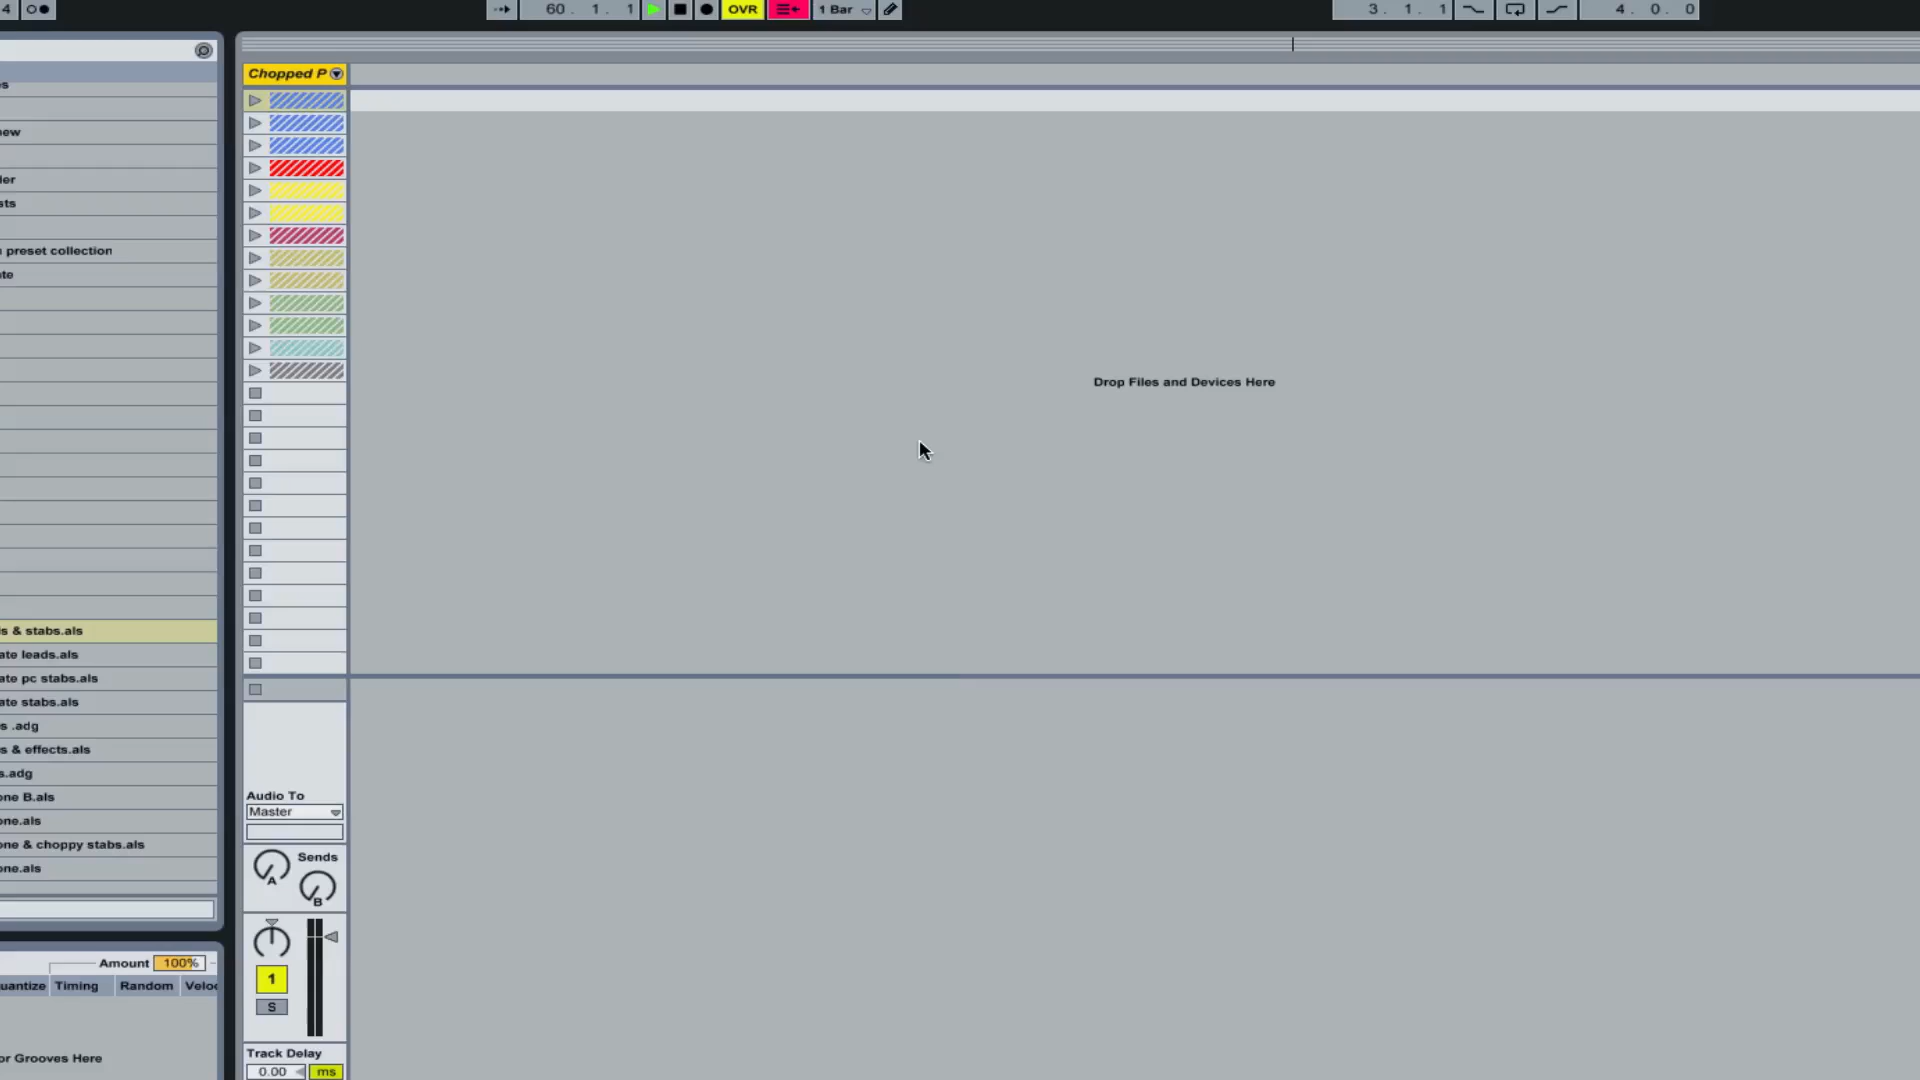 4
60. 1. 1
OVR
1 Bar
3. 1. 1
4. 0. 0
Chopped P
s
ew
ler
sts
preset collection
te
Drop Files and Devices Here
s & stabs.als
ate leads.als
ate pc stabs.als
ate stabs.als
s .adg
s & effects.als
s.adg
one B.als
one.als
one & choppy stabs.als
one.als
Audio To
Master
Sends
A
B
1
S
Amount 100%
uantize Timing Random Veloc
or Grooves Here
Track Delay
0.00 ms